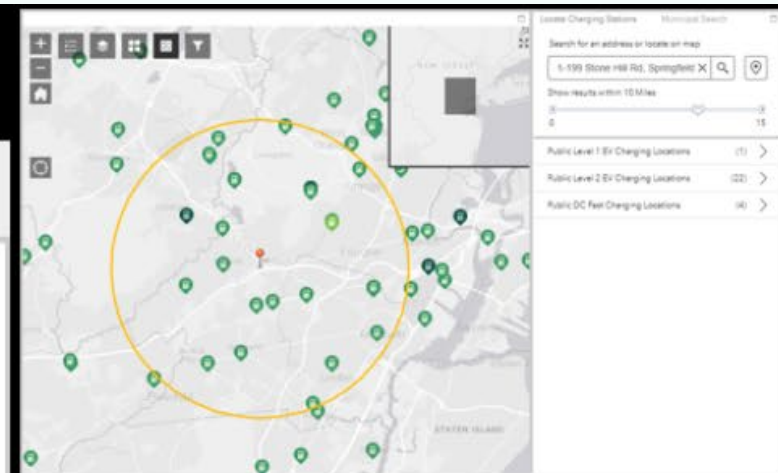 Locate Charging Stations
Municipal Search
Search for an address or locate on map
1-199 Stone Hill Rd, Springfield
Show results within 10 Miles
0
15
Public Level 1 EV Charging Locations (1)
Public Level 2 EV Charging Locations (22)
Public DC Fast Charging Locations (4)
NEW JERSEY
STATEN ISLAND